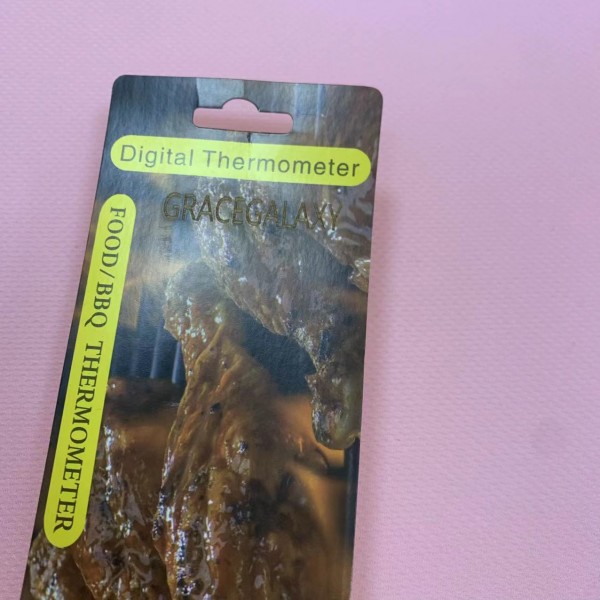 Digital Thermometer
GRACEGALAXY
FOOD/BBQ THERMOMETER